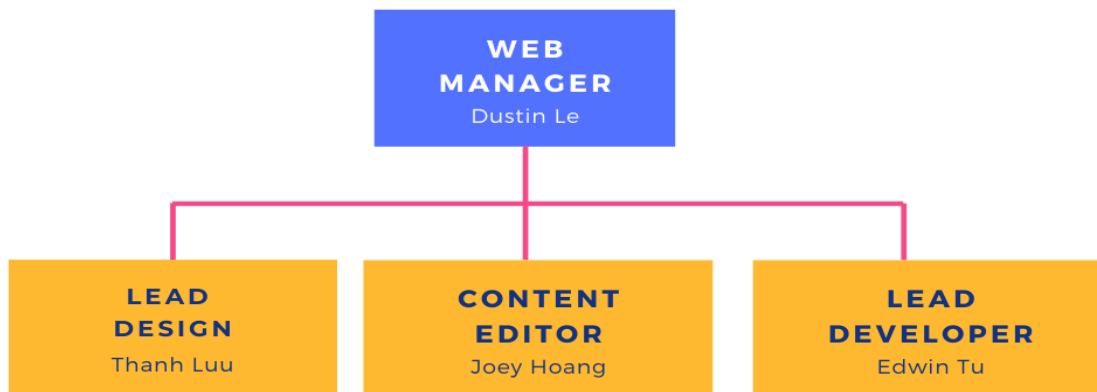 WEB
MANAGER
Dustin Le
LEAD
DESIGN
Thanh Luu
CONTENT
EDITOR
Joey Hoang
LEAD
DEVELOPER
Edwin Tu